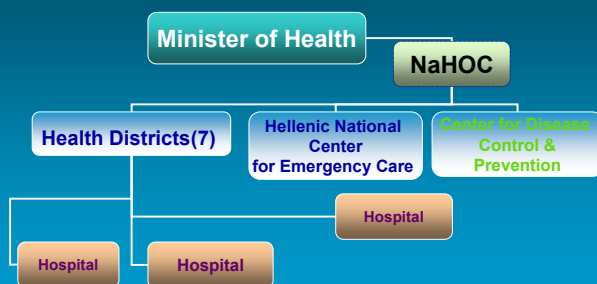 Minister of Health
NaHOC
Health Districts(7)
Hellenic National
Center
for Emergency Care
Center for Disease
Control &
Prevention
Hospital
Hospital
Hospital